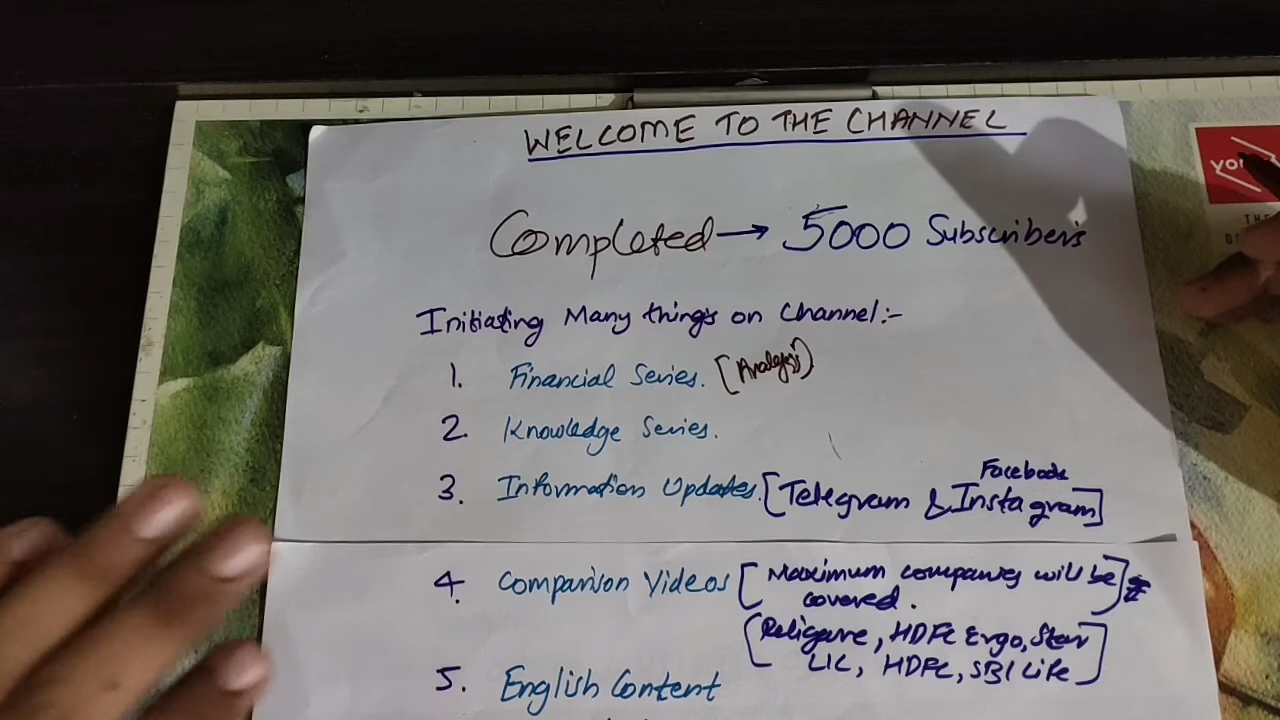 WELCOME TO THE CHANNEL
Completed → 5000 Subscribers
Initiating Many things on Channel:-
1. Financial Series. [Analysis]
2. Knowledge Series.
3. Information Updates. [Telegram & Instagram]
Facebook
4. Comparison Videos [Maximum companies will be
covered.]
[Religare, HDFC Ergo, Star
LIC, HDFC, SBI Life]
5. English Content